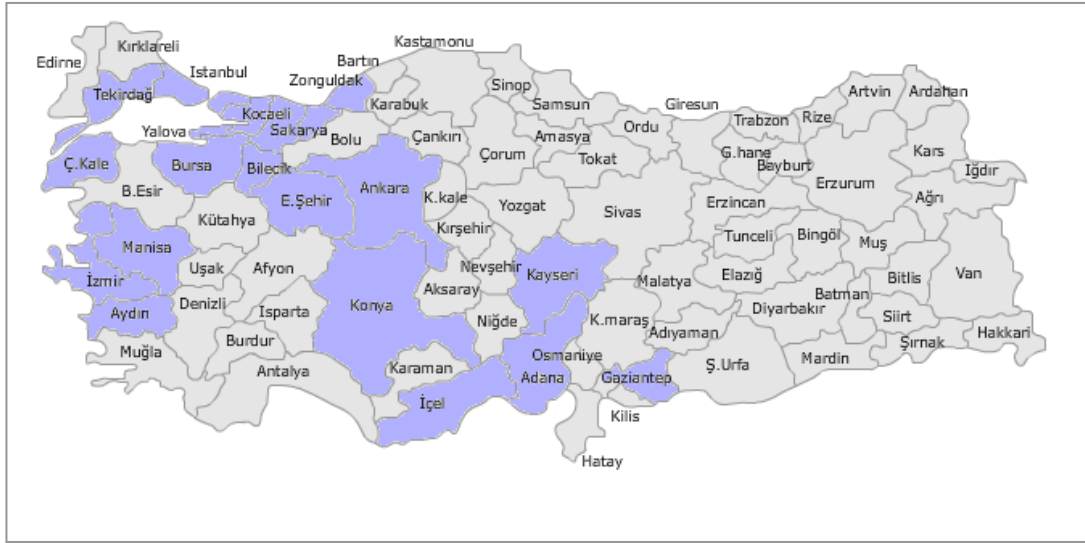 Kastamonu
Kırklareli
Edirne
Bartın
Istanbul
Zonguldak
Sinop
Artvin
Ardahan
Tekirdağ
Samsun
Giresun
Karabuk
Kocaeli
Trabzon
Rize
Yalova
Sakarya
Bolu
Çankırı
Amasya
Ordu
Kars
Çorum
Tokat
G.hane
Bayburt
Ç.Kale
Bursa
Bilecik
Iğdır
Erzurum
B.Esir
E.Şehir
Ankara
K.kale
Yozgat
Sivas
Erzincan
Ağrı
Kütahya
Kırşehir
Tunceli
Bingöl
Muş
Manisa
Uşak
Afyon
Nevşehir
Kayseri
Malatya
Elazığ
Bitlis
Van
İzmir
Aksaray
Batman
Denizli
Konya
Diyarbakır
Aydın
Isparta
Niğde
K.maraş
Siirt
Adıyaman
Hakkari
Burdur
Şırnak
Muğla
Osmaniye
Mardin
Antalya
Karaman
Ş.Urfa
Adana
Gaziantep
İçel
Kilis
Hatay